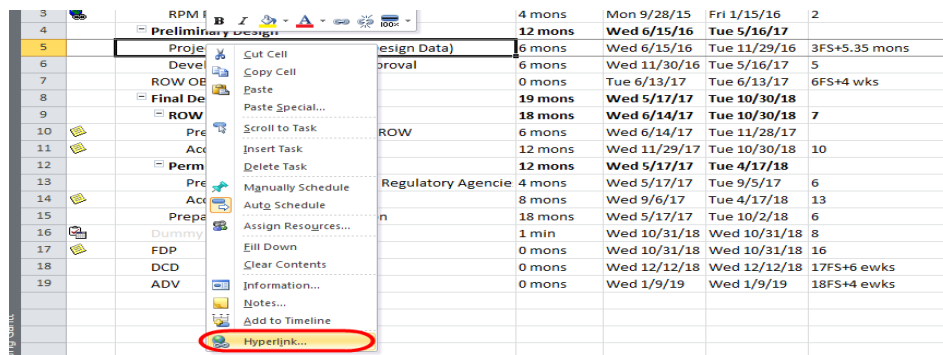 3 RPM 4 mons Mon 9/28/15 Fri 1/15/16 2
B I 100%
4 Preliminary Design 12 mons Wed 6/15/16 Tue 5/16/17
5 Proje esign Data) 6 mons Wed 6/15/16 Tue 11/29/16 3FS+5.35 mons
Cut Cell
6 Devel proval 6 mons Wed 11/30/16 Tue 5/16/17 5
Copy Cell
7 ROW OB 0 mons Tue 6/13/17 Tue 6/13/17 6FS+4 wks
Paste
8 Final De 19 mons Wed 5/17/17 Tue 10/30/18
Paste Special...
9 ROW 18 mons Wed 6/14/17 Tue 10/30/18 7
Scroll to Task
10 Pre ROW 6 mons Wed 6/14/17 Tue 11/28/17
Insert Task
11 Acc 12 mons Wed 11/29/17 Tue 10/30/18 10
Delete Task
12 Perm 12 mons Wed 5/17/17 Tue 4/17/18
Manually Schedule
13 Pre Regulatory Agencie 4 mons Wed 5/17/17 Tue 9/5/17 6
Auto Schedule
14 Acc 8 mons Wed 9/6/17 Tue 4/17/18 13
15 Prepa n 18 mons Wed 5/17/17 Tue 10/2/18 6
Assign Resources...
16 Dummy 1 min Wed 10/31/18 Wed 10/31/18 8
Fill Down
17 FDP 0 mons Wed 10/31/18 Wed 10/31/18 16
Clear Contents
18 DCD 0 mons Wed 12/12/18 Wed 12/12/18 17FS+6 ewks
Information...
19 ADV 0 mons Wed 1/9/19 Wed 1/9/19 18FS+4 ewks
Notes...
Add to Timeline
Hyperlink...